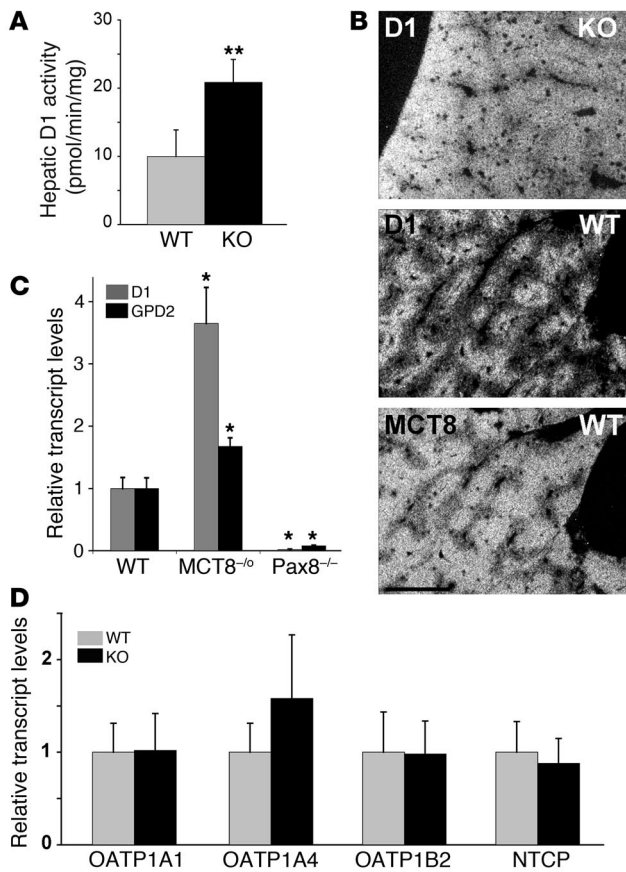 A
Hepatic D1 activity
(pmol/min/mg)
30
20
10
0
**
WT
KO
B
D1
KO
D1
WT
MCT8
WT
C
Relative transcript levels
D1
GPD2
4
2
0
*
*
*
*
WT
MCT8⁻/⁰
Pax8⁻/⁻
D
Relative transcript levels
WT
KO
2
1
0
OATP1A1
OATP1A4
OATP1B2
NTCP